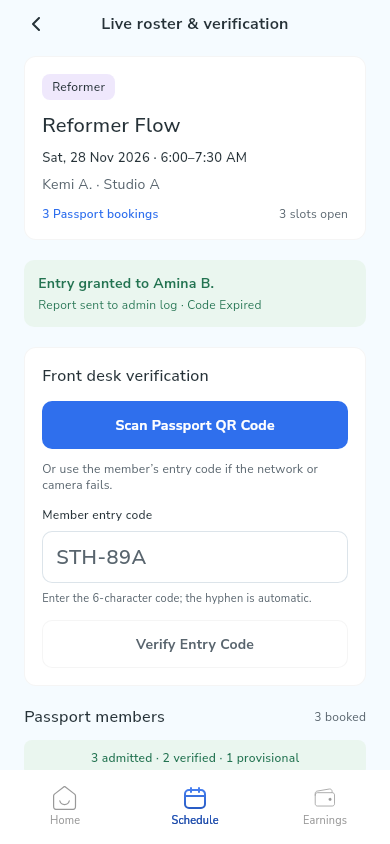 Live roster & verification
Reformer
Reformer Flow
Sat, 28 Nov 2026 · 6:00–7:30 AM
Kemi A. · Studio A
3 Passport bookings
3 slots open
Entry granted to Amina B.
Report sent to admin log · Code Expired
Front desk verification
Scan Passport QR Code
Or use the member’s entry code if the network or
camera fails.
Member entry code
STH-89A
Enter the 6-character code; the hyphen is automatic.
Verify Entry Code
Passport members
3 booked
3 admitted · 2 verified · 1 provisional
Home
Schedule
Earnings